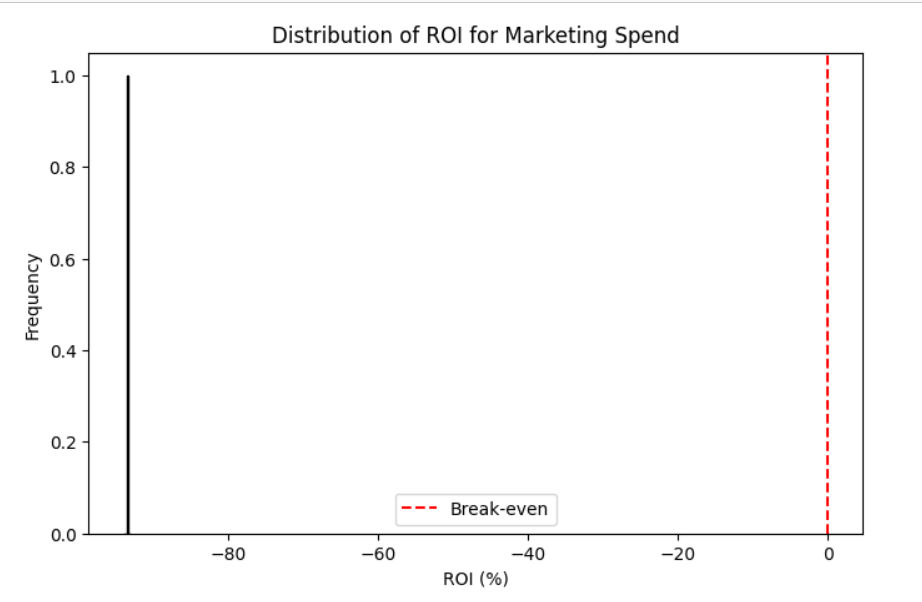 Distribution of ROI for Marketing Spend
Frequency
1.0
0.8
0.6
0.4
0.2
0.0
Break-even
−80
−60
−40
−20
0
ROI (%)